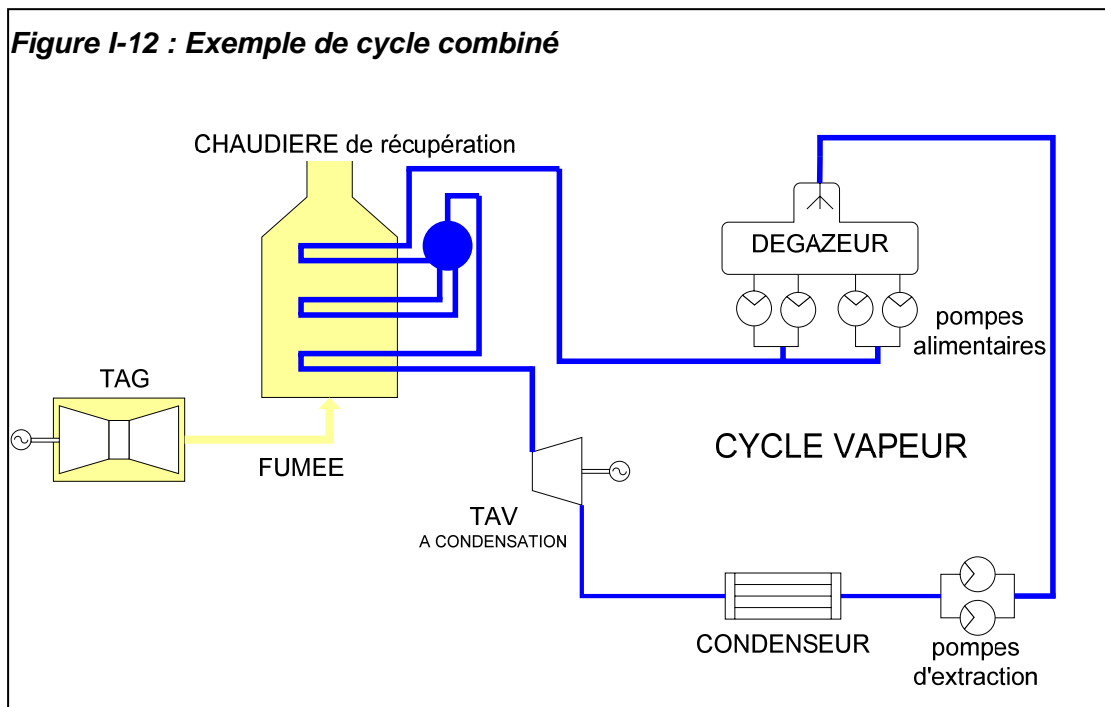 Figure I-12 : Exemple de cycle combiné
CHAUDIERE de récupération
DEGAZEUR
pompes
alimentaires
TAG
FUMEE
CYCLE VAPEUR
TAV
A CONDENSATION
CONDENSEUR
pompes
d'extraction